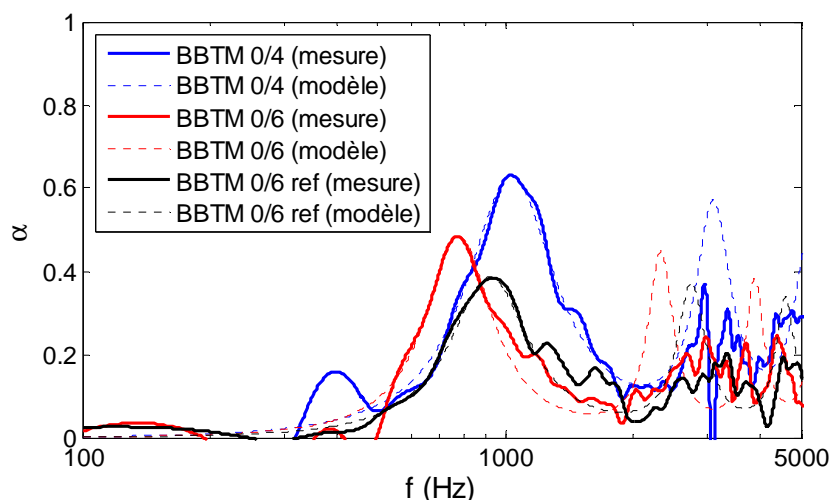 1
0.8
0.6
0.4
0.2
0
α
BBTM 0/4 (mesure)
BBTM 0/4 (modèle)
BBTM 0/6 (mesure)
BBTM 0/6 (modèle)
BBTM 0/6 ref (mesure)
BBTM 0/6 ref (modèle)
100
1000
5000
f (Hz)